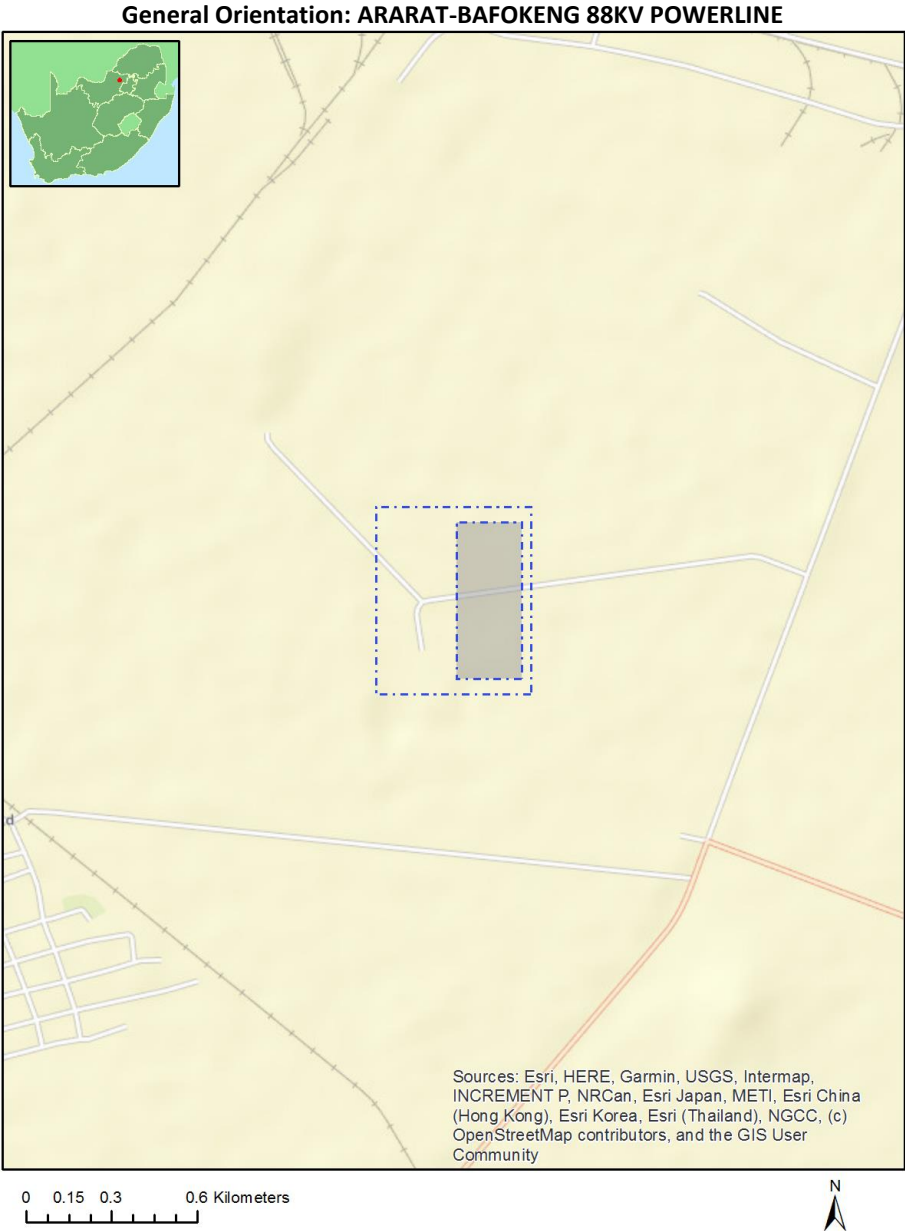 General Orientation: ARARAT-BAFOKENG 88KV POWERLINE
d
Sources: Esri, HERE, Garmin, USGS, Intermap,
INCREMENT P, NRCan, Esri Japan, METI, Esri China
(Hong Kong), Esri Korea, Esri (Thailand), NGCC, (c)
OpenStreetMap contributors, and the GIS User
Community
0 0.15 0.3 0.6 Kilometers
N